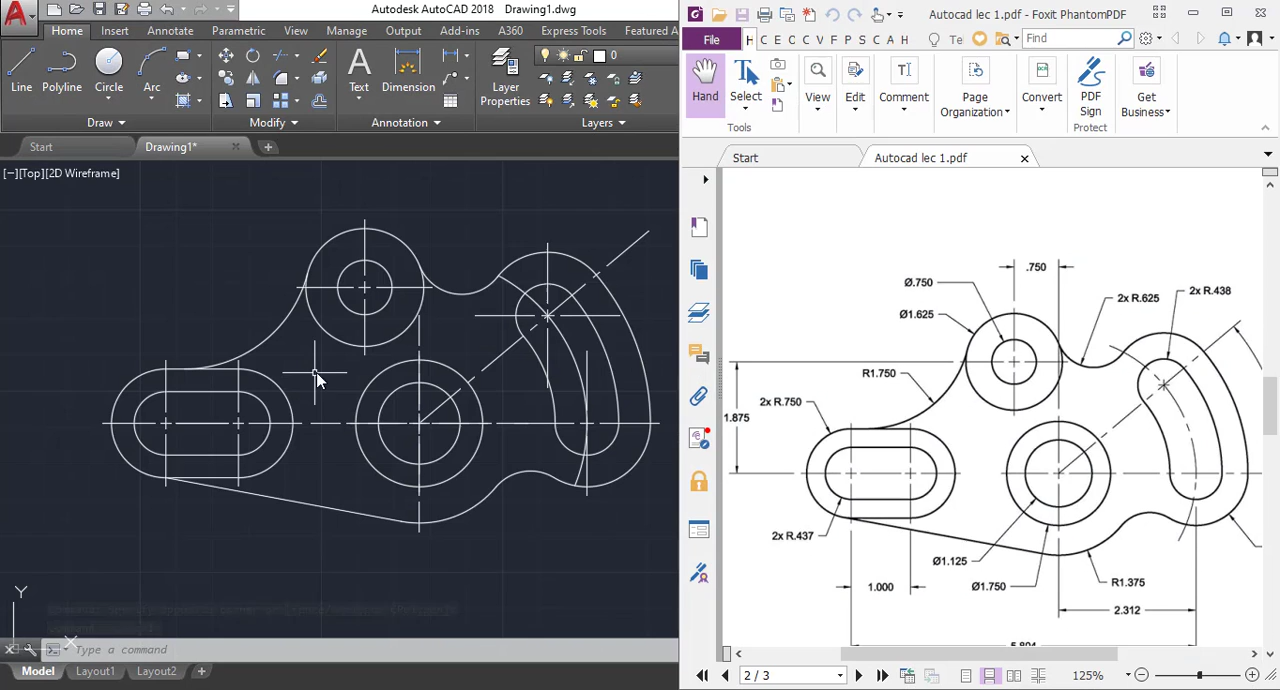 Autodesk AutoCAD 2018 Drawing1.dwg
Home Insert Annotate Parametric View Manage Output Add-ins A360 Express Tools Featured A
Line Polyline Circle Arc Text Dimension Layer Properties 0
Draw Modify Annotation Layers
Start Drawing1*
[−][Top][2D Wireframe]
Y
X
Type a command
Model Layout1 Layout2 +
Autocad lec 1.pdf - Foxit PhantomPDF
File H C E O C V F P S C A H Te Find
Hand Select View Edit Comment Page Organization Convert PDF Sign Get Business
Tools Protect
Start Autocad lec 1.pdf
.750
Ø.750
2x R.438
2x R.625
Ø1.625
R1.750
2x R.750
1.875
2x R.437
Ø1.125
Ø1.750
R1.375
1.000
2.312
2 / 3 125%